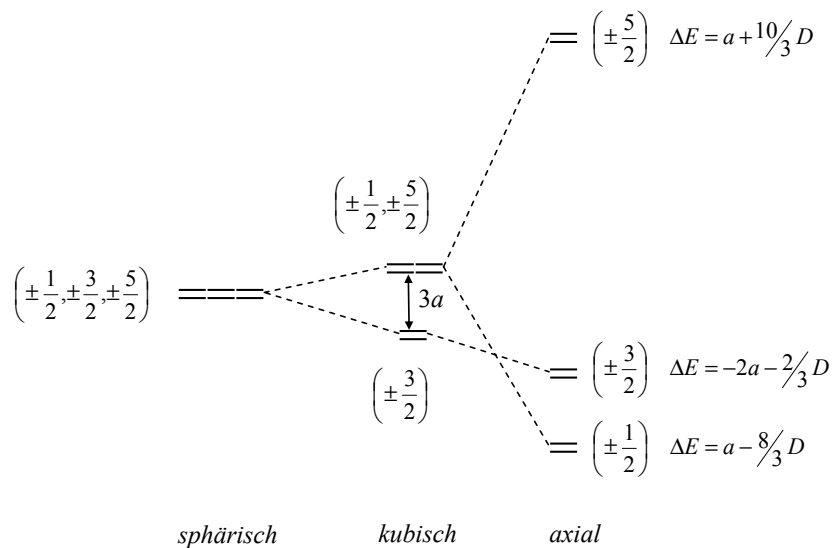 (±5/2) ΔE = a + 10/3 D
(±1/2, ±5/2)
(±1/2, ±3/2, ±5/2)
3a
(±3/2)
(±3/2) ΔE = −2a − 2/3 D
(±1/2) ΔE = a − 8/3 D
sphärisch kubisch axial